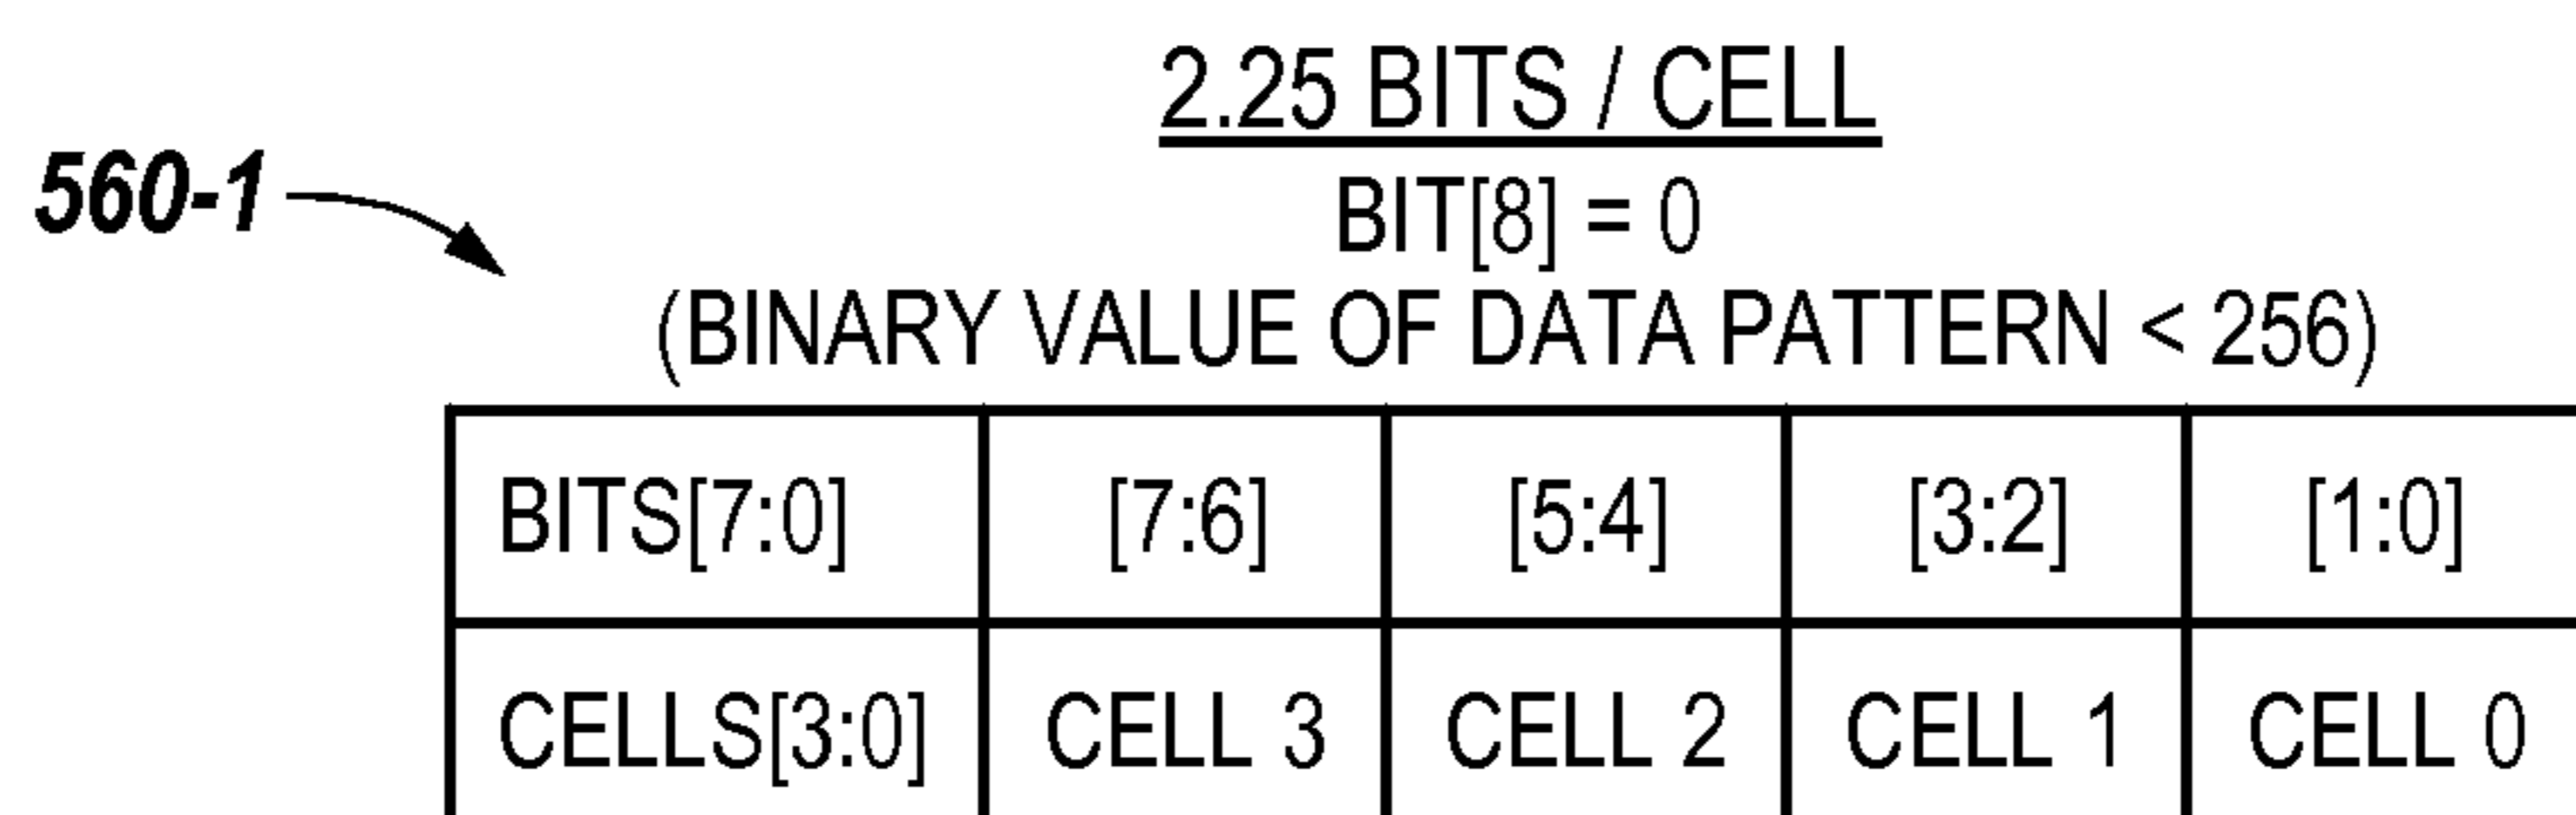 2.25 BITS / CELL
560-1
BIT[8] = 0
(BINARY VALUE OF DATA PATTERN < 256)
BITS[7:0] [7:6] [5:4] [3:2] [1:0]
CELLS[3:0] CELL 3 CELL 2 CELL 1 CELL 0